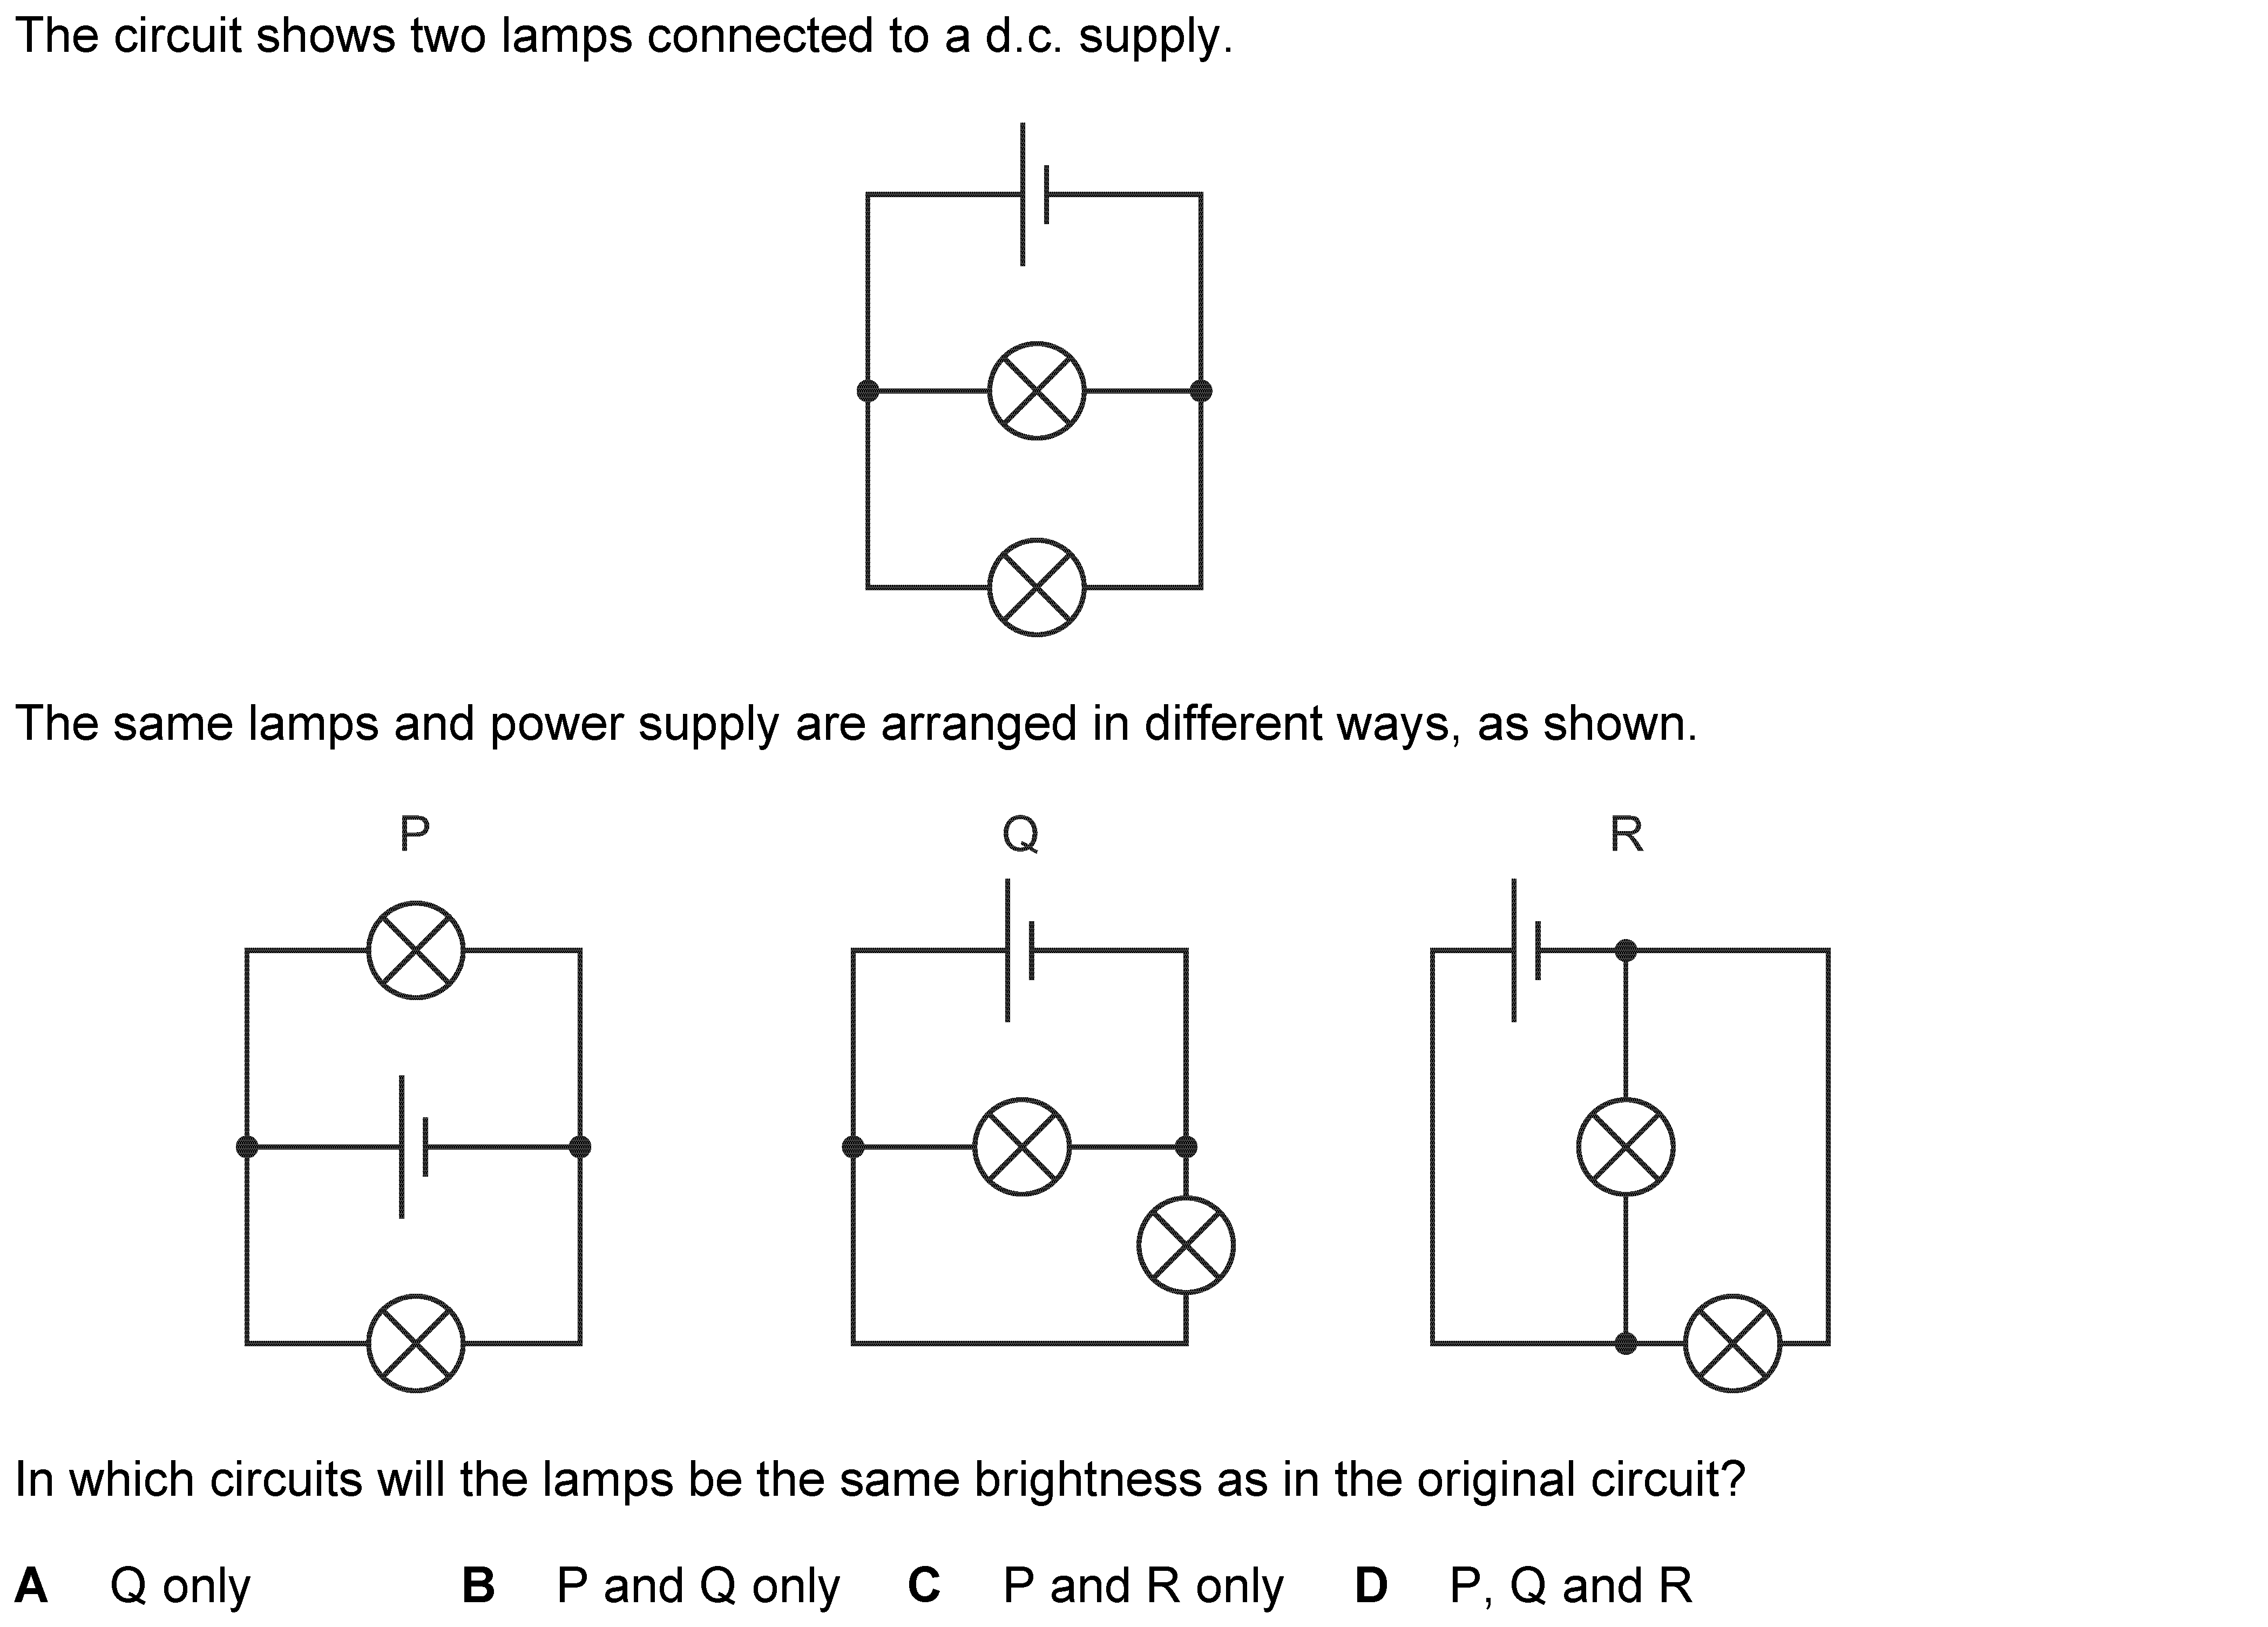 The circuit shows two lamps connected to a d.c. supply.
The same lamps and power supply are arranged in different ways, as shown.
P Q R
In which circuits will the lamps be the same brightness as in the original circuit?
A Q only B P and Q only C P and R only D P, Q and R